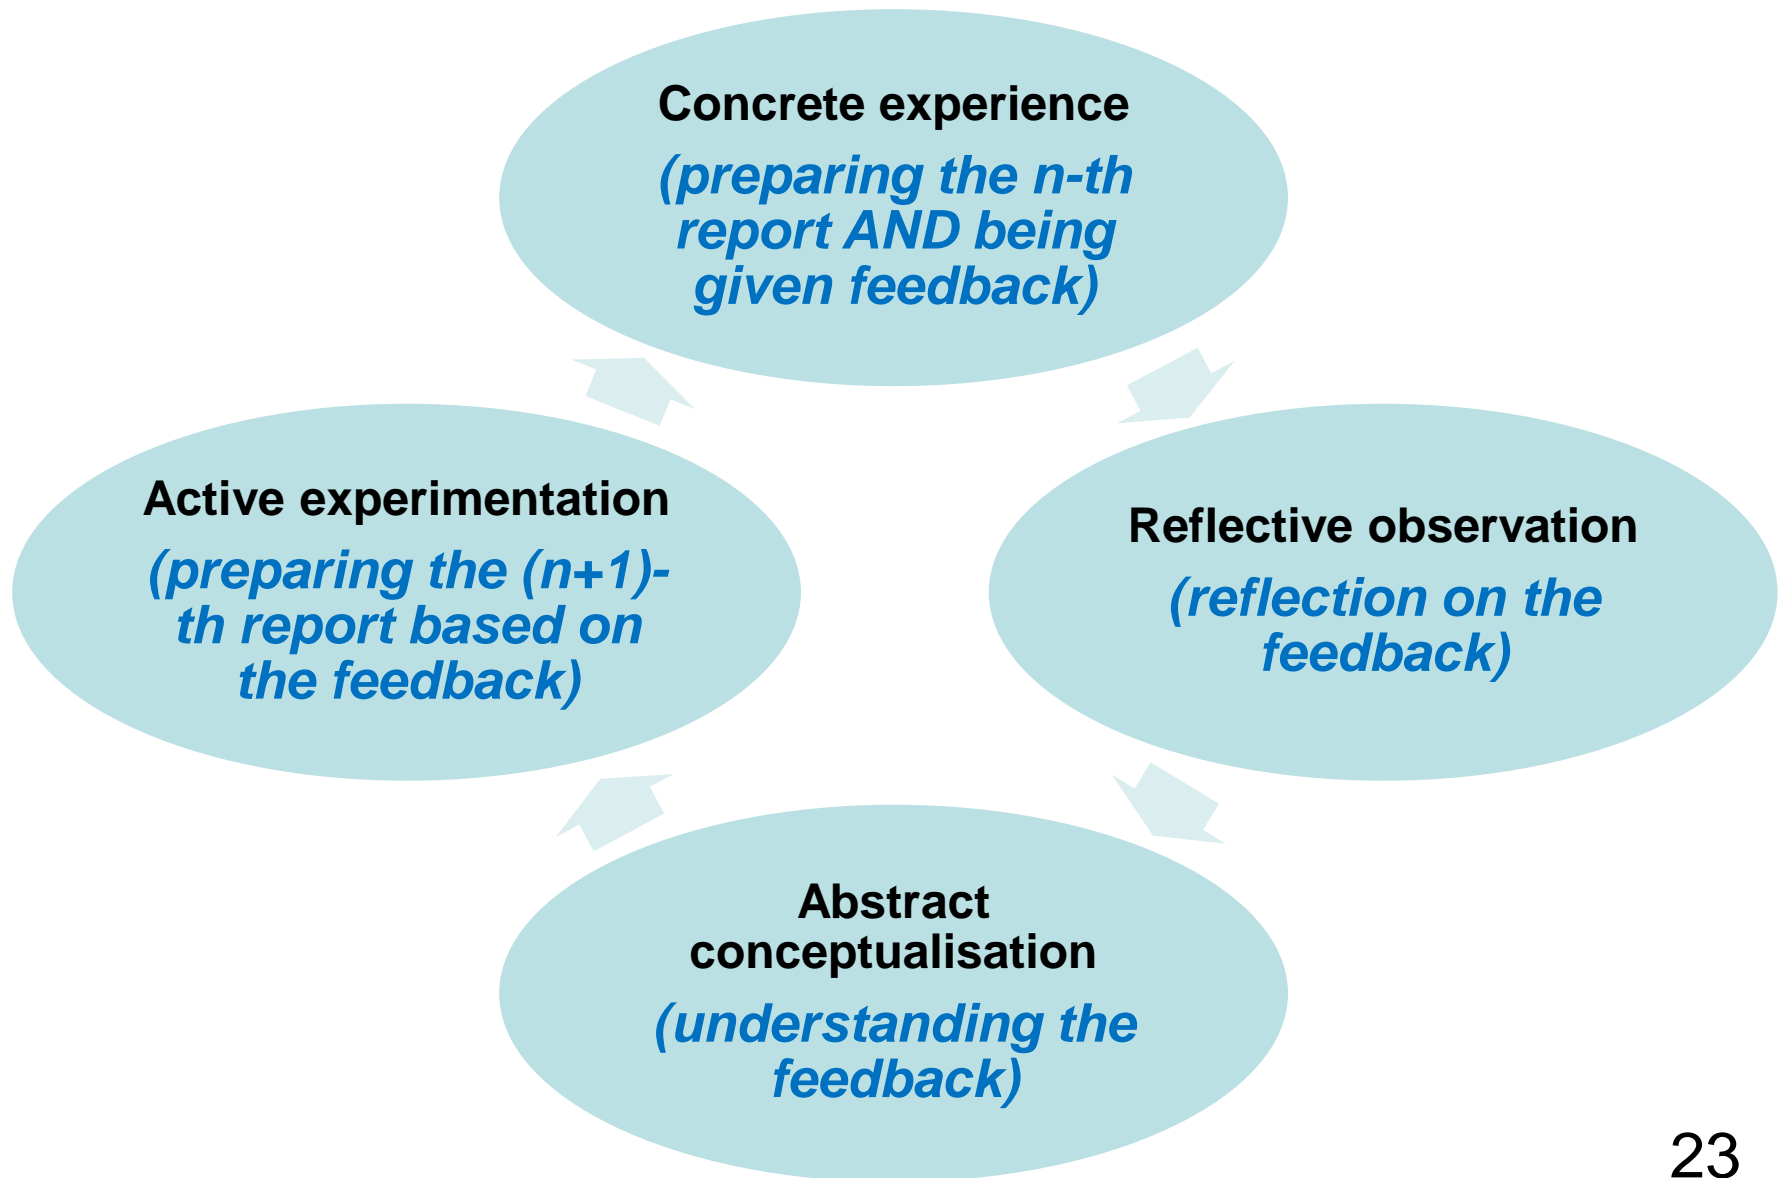 Concrete experience
(preparing the n-th
report AND being
given feedback)
Active experimentation
(preparing the (n+1)-
th report based on
the feedback)
Reflective observation
(reflection on the
feedback)
Abstract
conceptualisation
(understanding the
feedback)
23